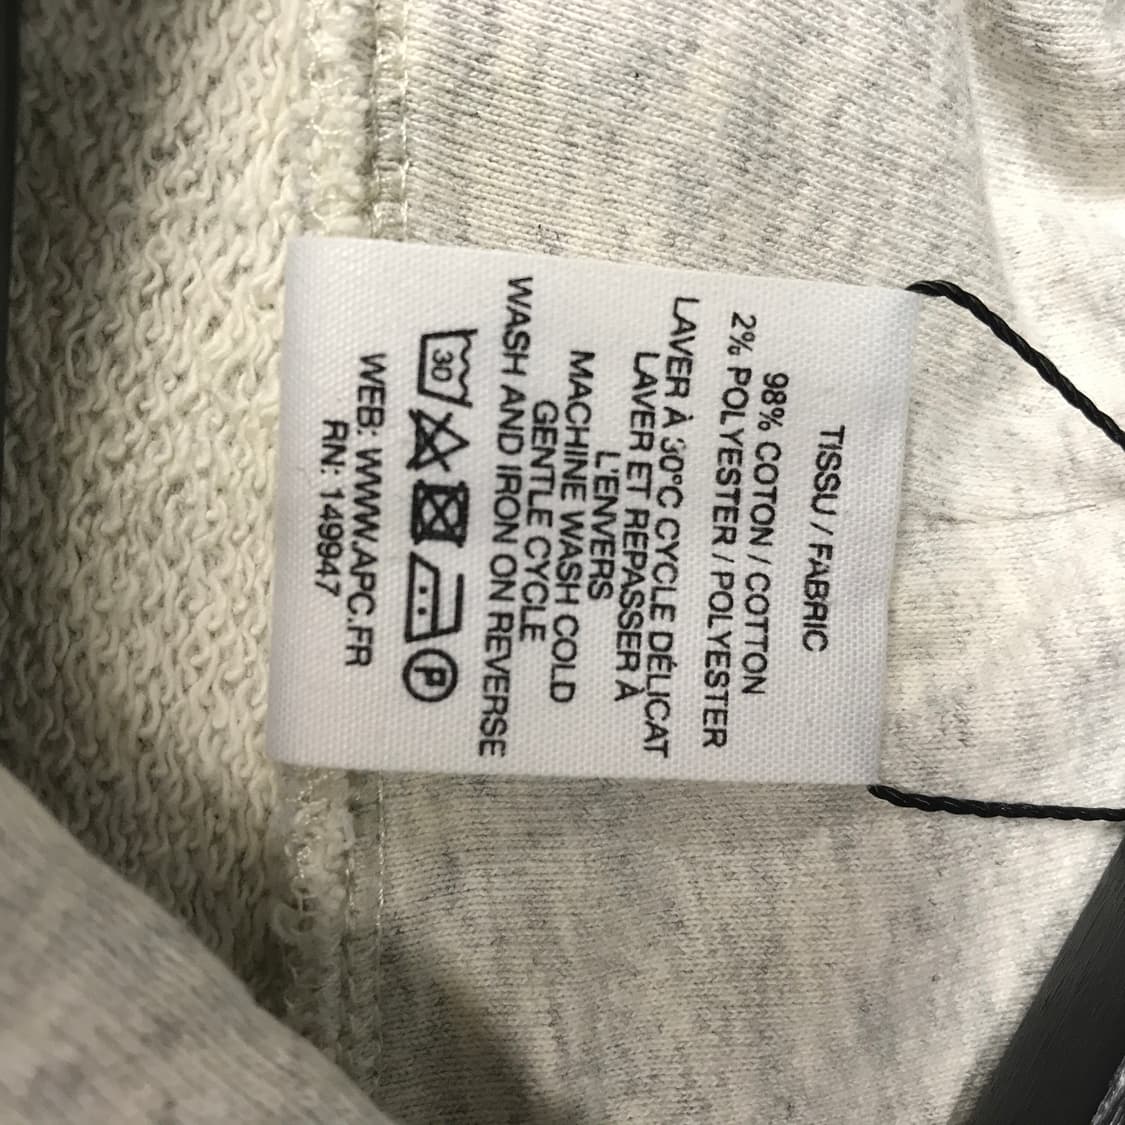 TISSU / FABRIC
98% COTON / COTTON
2% POLYESTER / POLYESTER
LAVER À 30°C CYCLE DÉLICAT
LAVER ET REPASSER À
L'ENVERS
MACHINE WASH COLD
GENTLE CYCLE
WASH AND IRON ON REVERSE
30 P
WEB: WWW.APC.FR
RN: 149947